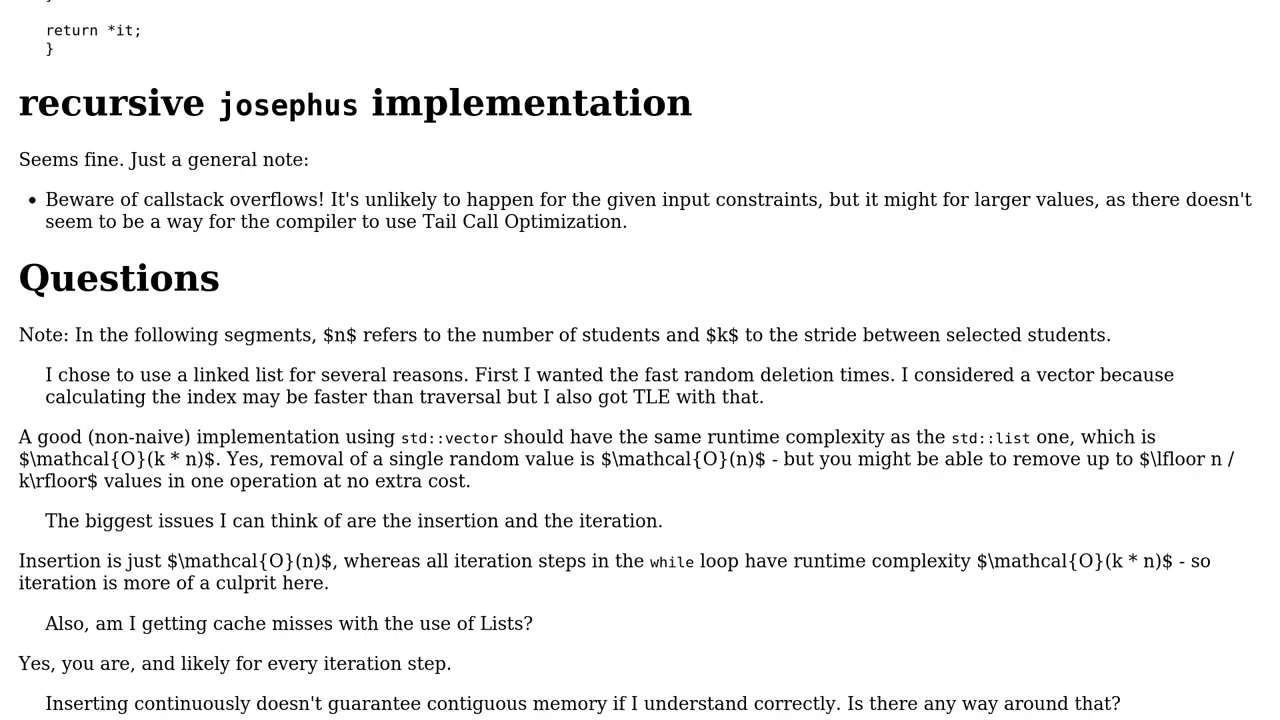 return *it;
}
recursive josephus implementation
Seems fine. Just a general note:
• Beware of callstack overflows! It's unlikely to happen for the given input constraints, but it might for larger values, as there doesn't
seem to be a way for the compiler to use Tail Call Optimization.
Questions
Note: In the following segments, $n$ refers to the number of students and $k$ to the stride between selected students.
I chose to use a linked list for several reasons. First I wanted the fast random deletion times. I considered a vector because
calculating the index may be faster than traversal but I also got TLE with that.
A good (non-naive) implementation using std::vector should have the same runtime complexity as the std::list one, which is
$\mathcal{O}(k * n)$. Yes, removal of a single random value is $\mathcal{O}(n)$ - but you might be able to remove up to $\lfloor n /
k\rfloor$ values in one operation at no extra cost.
The biggest issues I can think of are the insertion and the iteration.
Insertion is just $\mathcal{O}(n)$, whereas all iteration steps in the while loop have runtime complexity $\mathcal{O}(k * n)$ - so
iteration is more of a culprit here.
Also, am I getting cache misses with the use of Lists?
Yes, you are, and likely for every iteration step.
Inserting continuously doesn't guarantee contiguous memory if I understand correctly. Is there any way around that?